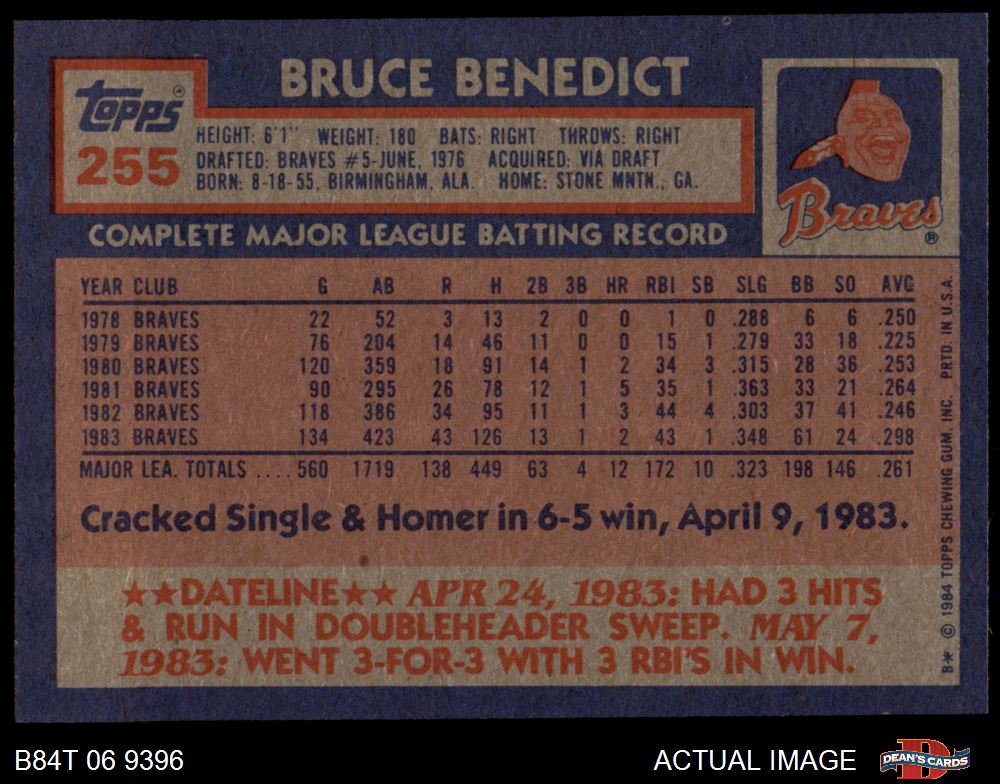 BRUCE BENEDICT
Topps®
255
HEIGHT: 6'1" WEIGHT: 180 BATS: RIGHT THROWS: RIGHT
DRAFTED: BRAVES #5-JUNE, 1976 ACQUIRED: VIA DRAFT
BORN: 8-18-55, BIRMINGHAM, ALA. HOME: STONE MNTN., GA.
Braves®
COMPLETE MAJOR LEAGUE BATTING RECORD
YEAR CLUB G AB R H 2B 3B HR RBI SB SLG BB SO AVG
1978 BRAVES 22 52 3 13 2 0 0 1 0 .288 6 6 .250
1979 BRAVES 76 204 14 46 11 0 0 15 1 .279 33 18 .225
1980 BRAVES 120 359 18 91 14 1 2 34 3 .315 28 36 .253
1981 BRAVES 90 295 26 78 12 1 5 35 1 .363 33 21 .264
1982 BRAVES 118 386 34 95 11 1 3 44 4 .303 37 41 .246
1983 BRAVES 134 423 43 126 13 1 2 43 1 .348 61 24 .298
MAJOR LEA. TOTALS ....560 1719 138 449 63 4 12 172 10 .323 198 146 .261
Cracked Single & Homer in 6-5 win, April 9, 1983.
★★DATELINE★★ APR 24, 1983: HAD 3 HITS
& RUN IN DOUBLEHEADER SWEEP. MAY 7,
1983: WENT 3-FOR-3 WITH 3 RBI'S IN WIN.
B* © 1984 TOPPS CHEWING GUM, INC. PRTD. IN U.S.A.
B84T 06 9396
ACTUAL IMAGE
DEAN'S CARDS